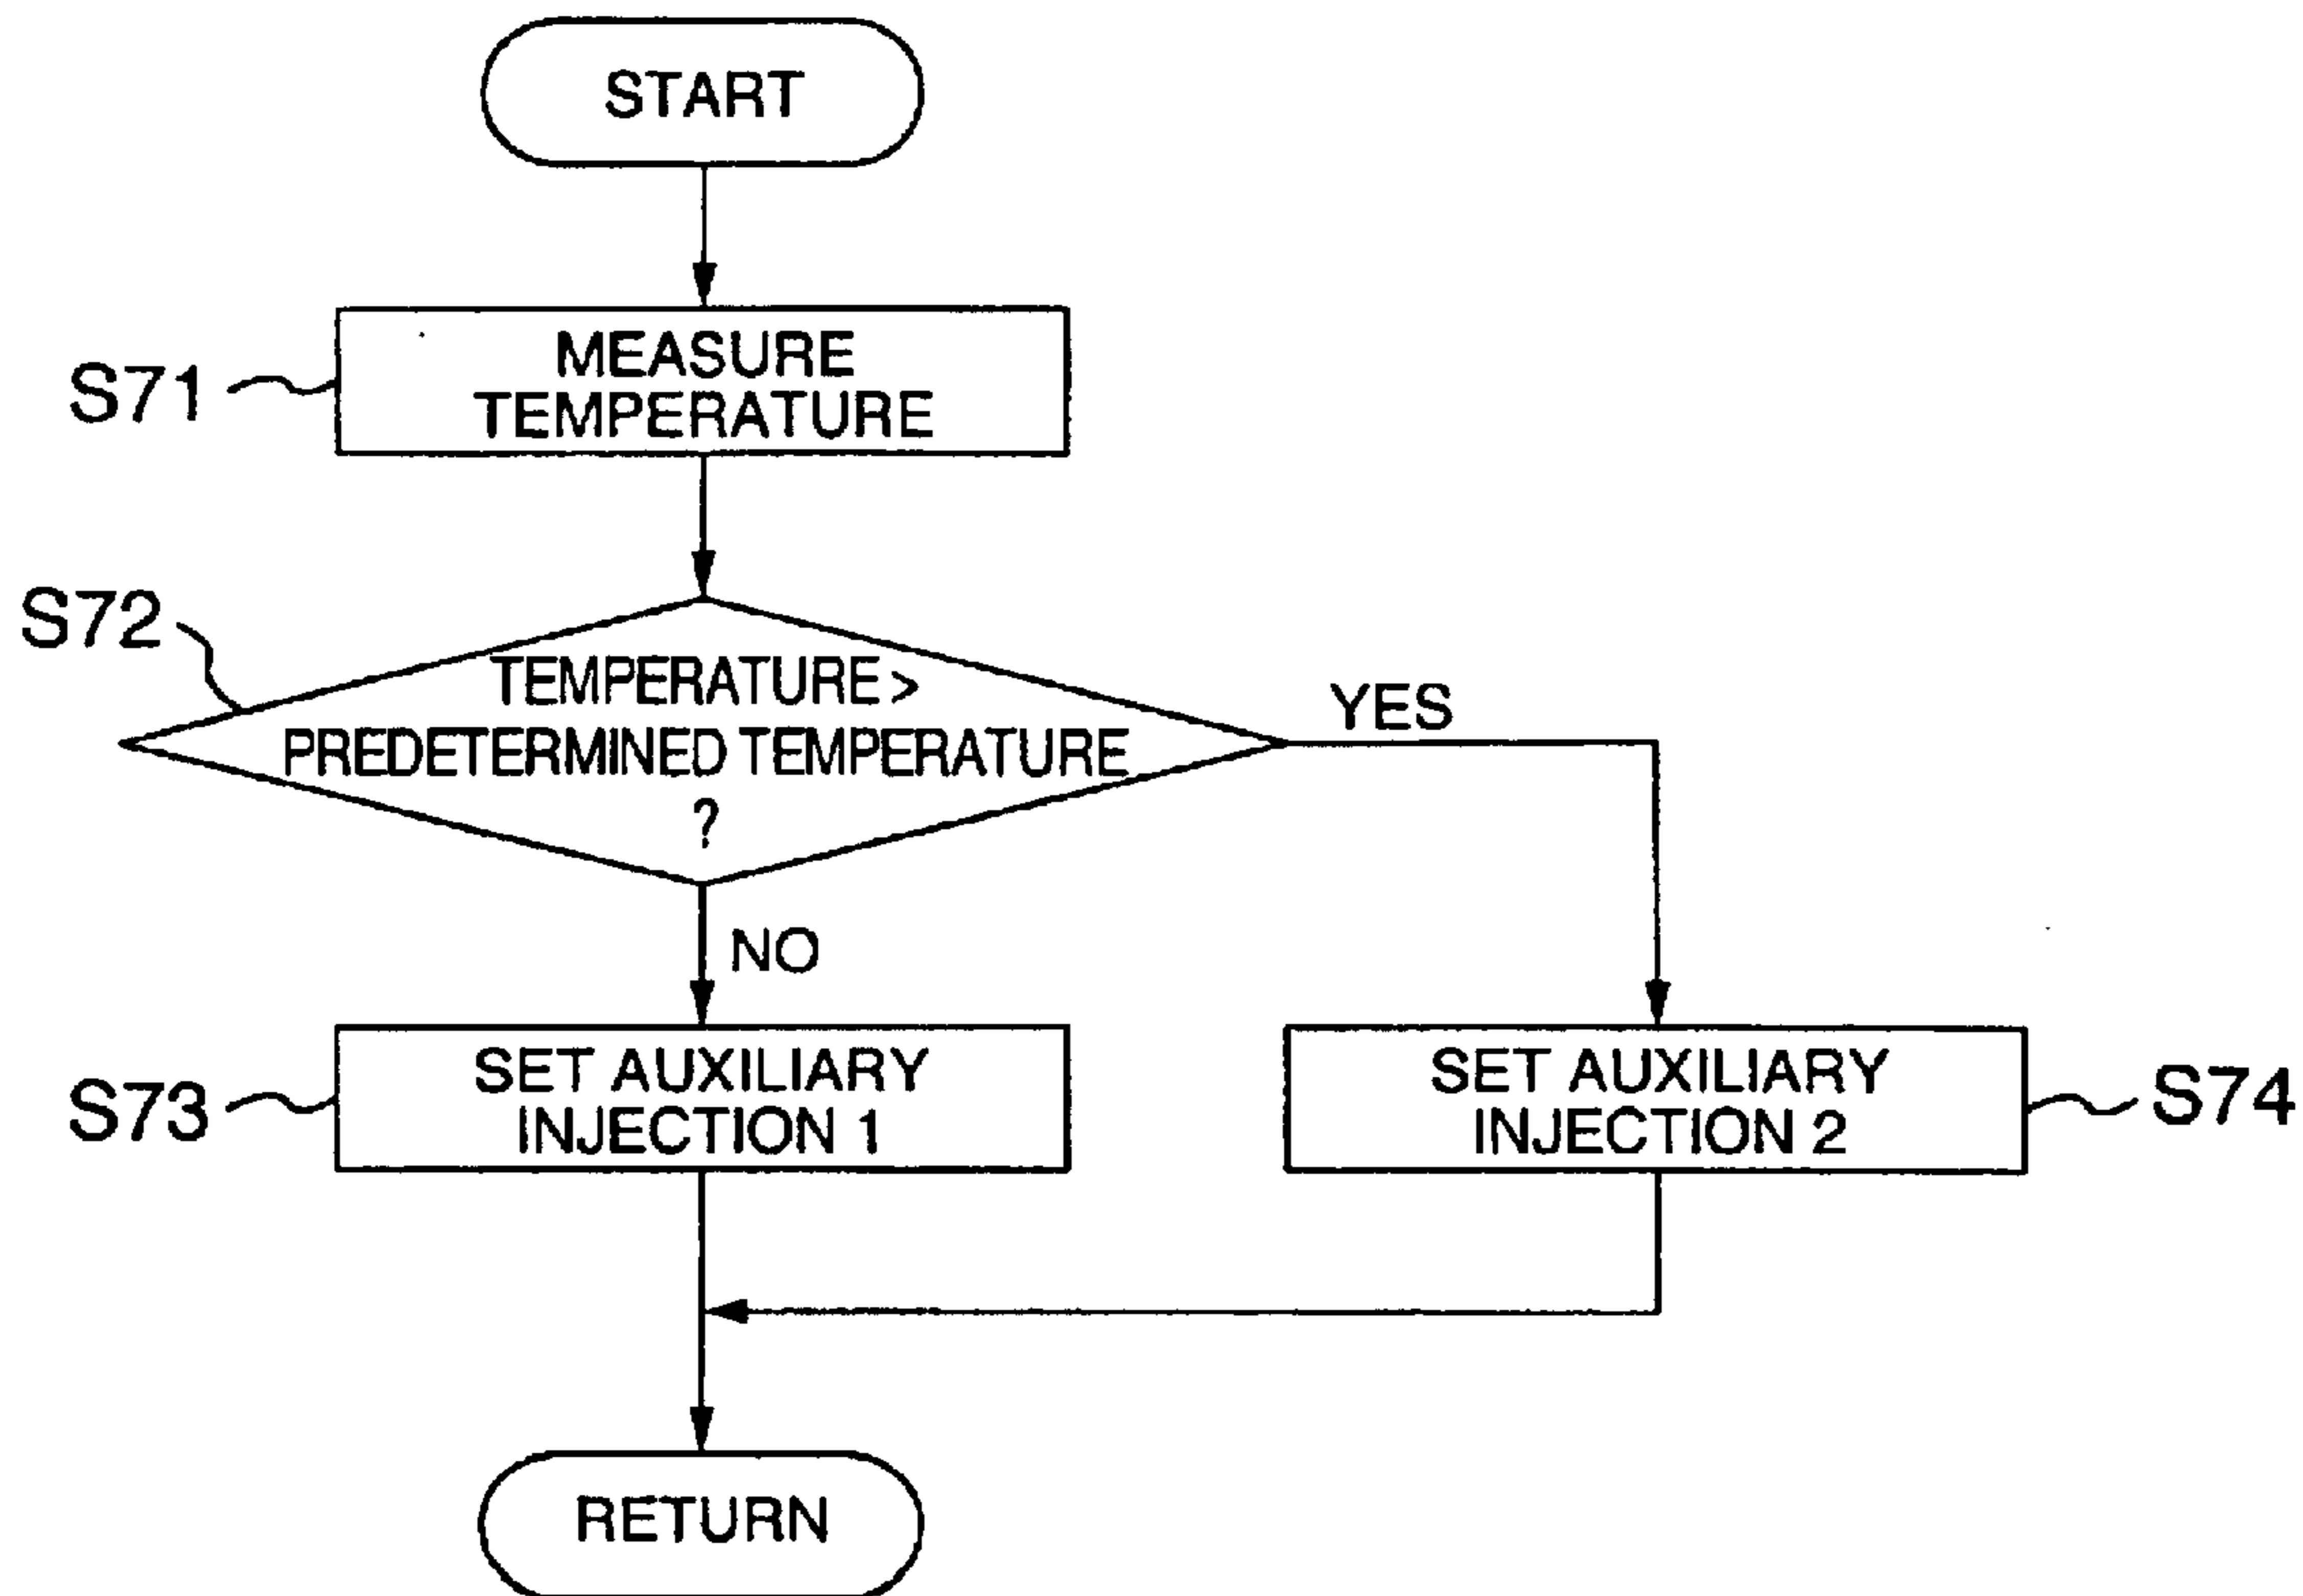 START
S71
MEASURE
TEMPERATURE
S72
TEMPERATURE >
PREDETERMINED TEMPERATURE
?
YES
NO
S73
SET AUXILIARY
INJECTION 1
SET AUXILIARY
INJECTION 2
S74
RETURN